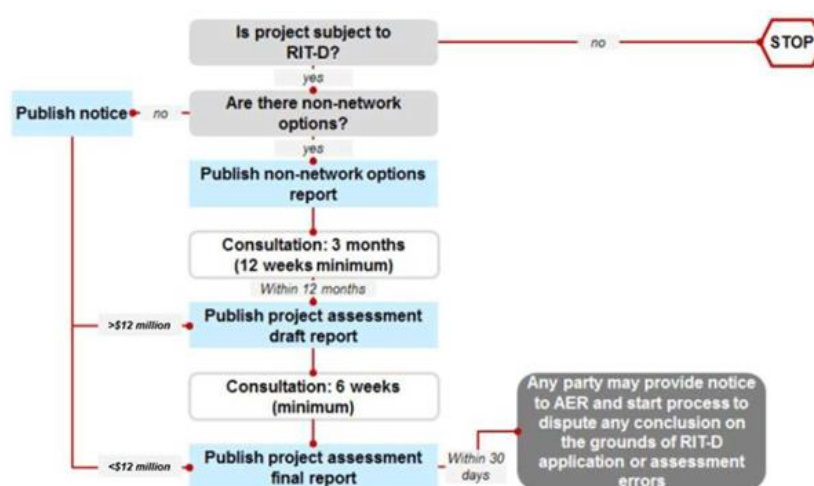 Is project subject to
RIT-D?
no
STOP
yes
Are there non-network
options?
no
Publish notice
yes
Publish non-network options
report
Consultation: 3 months
(12 weeks minimum)
Within 12 months
>$12 million
Publish project assessment
draft report
Consultation: 6 weeks
(minimum)
<$12 million
Publish project assessment
final report
Within 30
days
Any party may provide notice
to AER and start process to
dispute any conclusion on
the grounds of RIT-D
application or assessment
errors